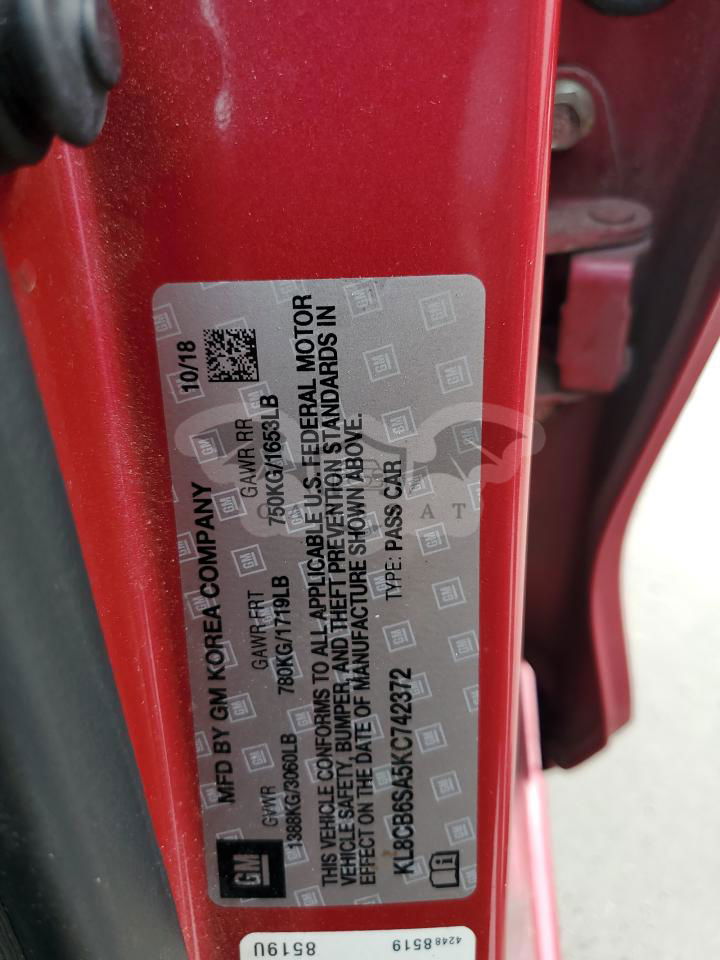 MFD BY GM KOREA COMPANY 10/18
GVWR GAWR FRT GAWR RR
1388KG/3060LB 780KG/1719LB 750KG/1653LB
THIS VEHICLE CONFORMS TO ALL APPLICABLE U.S. FEDERAL MOTOR
VEHICLE SAFETY, BUMPER, AND THEFT PREVENTION STANDARDS IN
EFFECT ON THE DATE OF MANUFACTURE SHOWN ABOVE.
KL8CB6SA5KC742372 TYPE: PASS CAR
GM
42488519
8519U